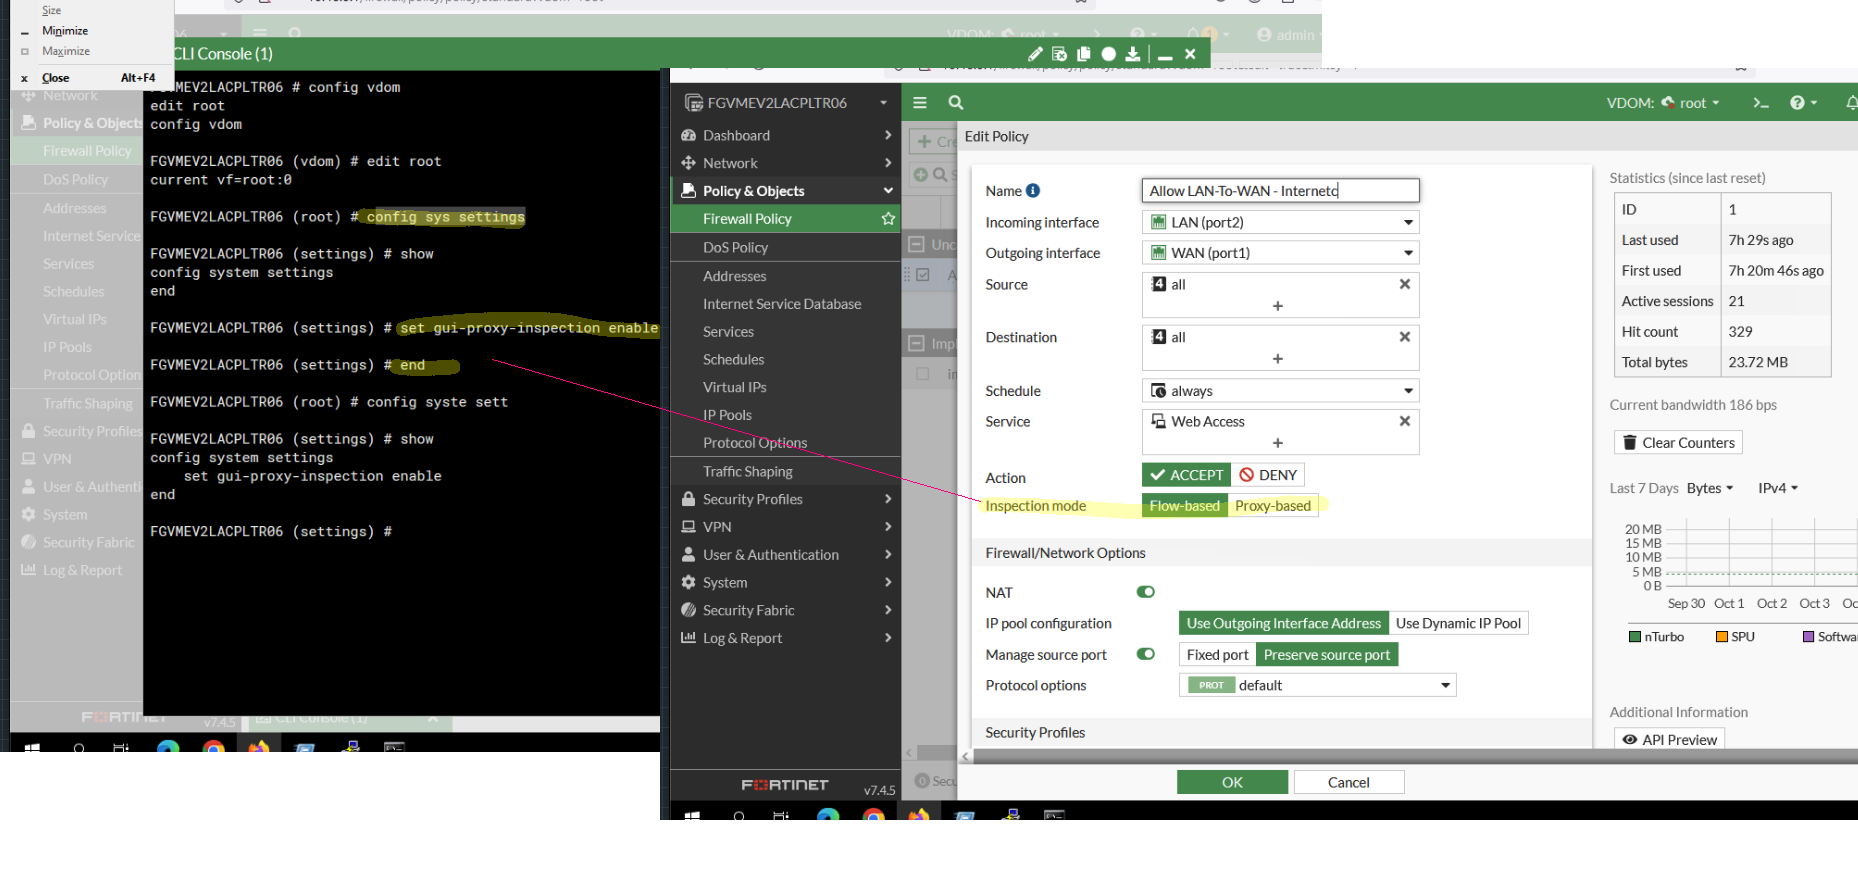 Size
Minimize
Maximize
x Close Alt+F4
CLI Console (1)
VDOM: root
admin
Network
Policy & Objects
Firewall Policy
DoS Policy
Addresses
Internet Service
Services
Schedules
Virtual IPs
IP Pools
Protocol Option
Traffic Shaping
Security Profiles
VPN
User & Authenti
System
Security Fabric
Log & Report
v7.4.5
CLI Console (1)
FGVMEV2LACPLTR06 # config vdom
edit root
config vdom
FGVMEV2LACPLTR06 (vdom) # edit root
current vf=root:0
FGVMEV2LACPLTR06 (root) # config sys settings
FGVMEV2LACPLTR06 (settings) # show
config system settings
end
FGVMEV2LACPLTR06 (settings) # set gui-proxy-inspection enable
FGVMEV2LACPLTR06 (settings) # end
FGVMEV2LACPLTR06 (root) # config syste sett
FGVMEV2LACPLTR06 (settings) # show
config system settings
set gui-proxy-inspection enable
end
FGVMEV2LACPLTR06 (settings) #
FGVMEV2LACPLTR06
Dashboard
Network
Policy & Objects
Firewall Policy
DoS Policy
Addresses
Internet Service Database
Services
Schedules
Virtual IPs
IP Pools
Protocol Options
Traffic Shaping
Security Profiles
VPN
User & Authentication
System
Security Fabric
Log & Report
FORTINET v7.4.5
VDOM: root
Edit Policy
Name Allow LAN-To-WAN - Internetc
Incoming interface LAN (port2)
Outgoing interface WAN (port1)
Source 4 all
+
Destination 4 all
+
Schedule always
Service Web Access
+
Action ACCEPT DENY
Inspection mode Flow-based Proxy-based
Firewall/Network Options
NAT
IP pool configuration Use Outgoing Interface Address Use Dynamic IP Pool
Manage source port Fixed port Preserve source port
Protocol options PROT default
Security Profiles
OK Cancel
Statistics (since last reset)
ID 1
Last used 7h 29s ago
First used 7h 20m 46s ago
Active sessions 21
Hit count 329
Total bytes 23.72 MB
Current bandwidth 186 bps
Clear Counters
Last 7 Days Bytes IPv4
20 MB
15 MB
10 MB
5 MB
0 B
Sep 30 Oct 1 Oct 2 Oct 3 Oc
nTurbo SPU Softwa
Additional Information
API Preview